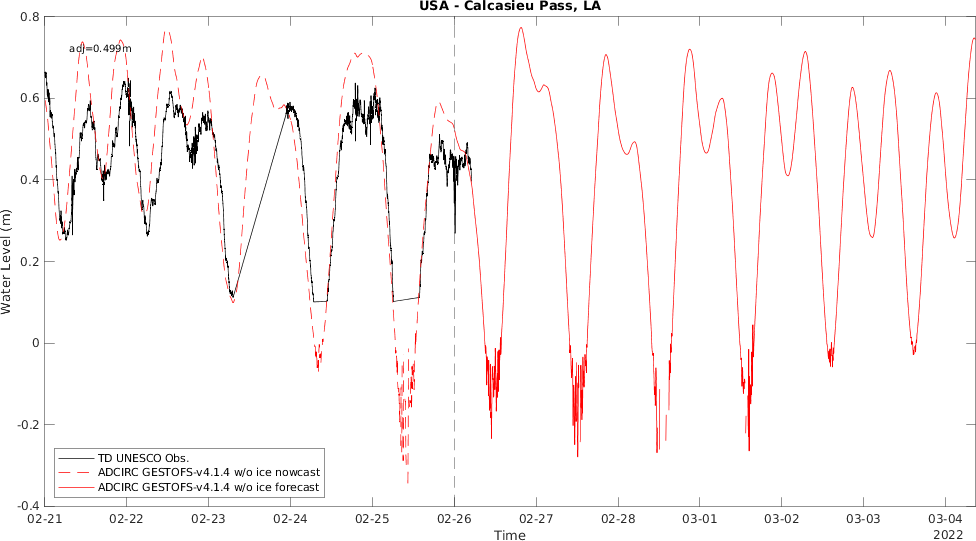 USA - Calcasieu Pass, LA
0.8
adj=0.499m
0.6
0.4
0.2
0
-0.2
-0.4
Water Level (m)
TD UNESCO Obs.
ADCIRC GESTOFS-v4.1.4 w/o ice nowcast
ADCIRC GESTOFS-v4.1.4 w/o ice forecast
02-21 02-22 02-23 02-24 02-25 02-26 02-27 02-28 03-01 03-02 03-03 03-04
Time
2022